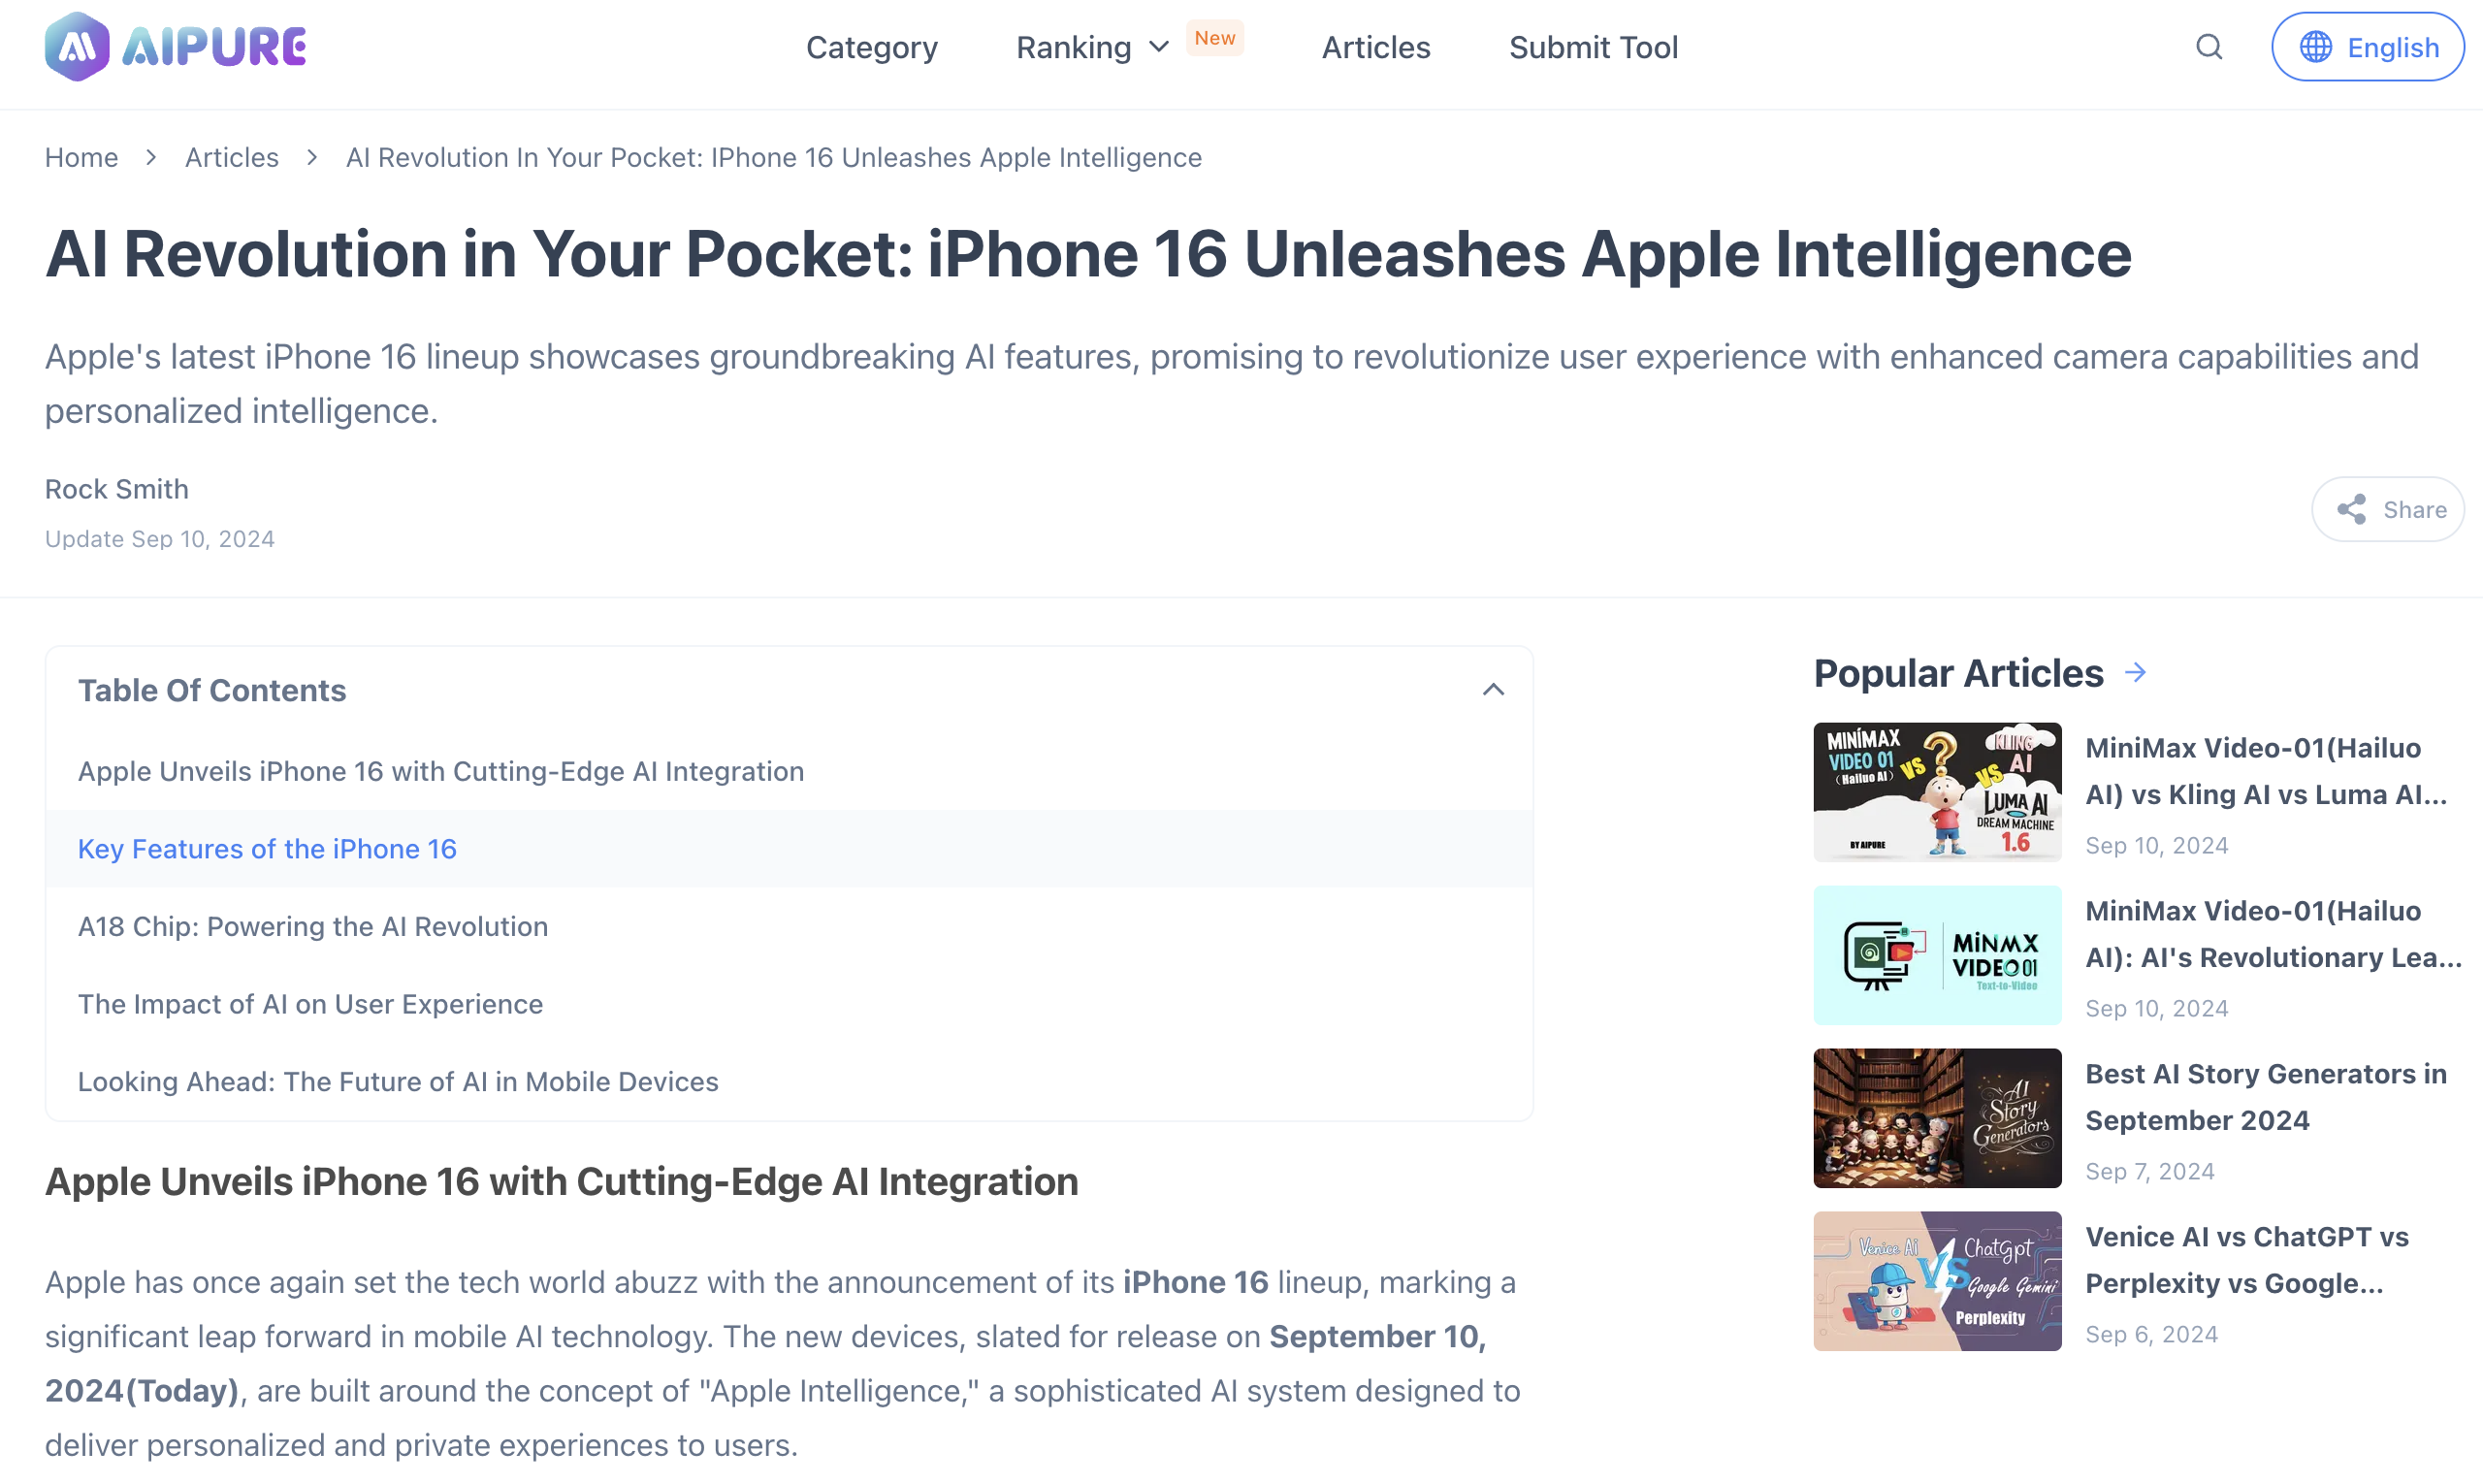 AIPURE
Category
Ranking
New
Articles
Submit Tool
English
Home > Articles > AI Revolution In Your Pocket: IPhone 16 Unleashes Apple Intelligence
AI Revolution in Your Pocket: iPhone 16 Unleashes Apple Intelligence
Apple's latest iPhone 16 lineup showcases groundbreaking AI features, promising to revolutionize user experience with enhanced camera capabilities and
personalized intelligence.
Rock Smith
Update Sep 10, 2024
Share
Table Of Contents
Apple Unveils iPhone 16 with Cutting-Edge AI Integration
Key Features of the iPhone 16
A18 Chip: Powering the AI Revolution
The Impact of AI on User Experience
Looking Ahead: The Future of AI in Mobile Devices
Apple Unveils iPhone 16 with Cutting-Edge AI Integration
Apple has once again set the tech world abuzz with the announcement of its iPhone 16 lineup, marking a
significant leap forward in mobile AI technology. The new devices, slated for release on September 10,
2024(Today), are built around the concept of "Apple Intelligence," a sophisticated AI system designed to
deliver personalized and private experiences to users.
Popular Articles
MINIMAX
VIDEO 01
(Hailuo AI)
VS
?
VS
KLING
AI
LUMA AI
DREAM MACHINE
1.6
BY AIPURE
MiniMax Video-01(Hailuo
AI) vs Kling AI vs Luma AI...
Sep 10, 2024
MiNiMX
VIDEO 01
Text-to-Video
MiniMax Video-01(Hailuo
AI): AI's Revolutionary Lea...
Sep 10, 2024
AI
Story
Generators
Best AI Story Generators in
September 2024
Sep 7, 2024
Venice Ai
VS
ChatGpt
Google Gemini
Perplexity
Venice AI vs ChatGPT vs
Perplexity vs Google...
Sep 6, 2024